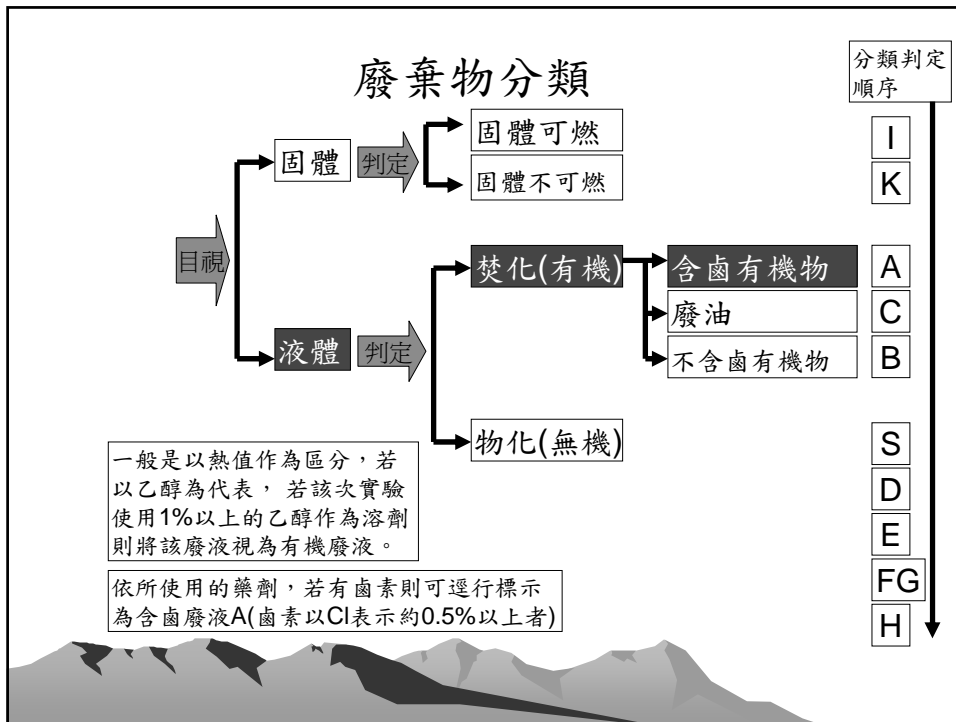 廢棄物分類
分類判定
順序
固體
判定
固體可燃
固體不可燃
I
K
目視
液體
判定
焚化(有機)
含鹵有機物
廢油
不含鹵有機物
A
C
B
物化(無機)
S
D
E
FG
H
一般是以熱值作為區分，若
以乙醇為代表， 若該次實驗
使用1%以上的乙醇作為溶劑
則將該廢液視為有機廢液。
依所使用的藥劑，若有鹵素則可逕行標示
為含鹵廢液A(鹵素以Cl表示約0.5%以上者)